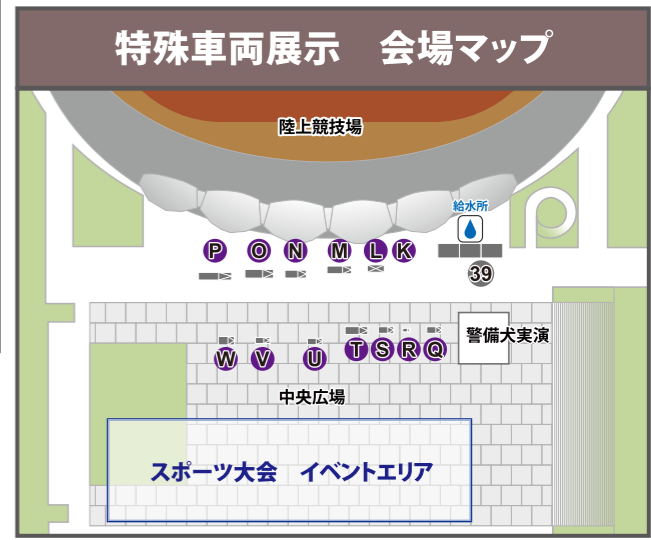 特殊車両展示　会場マップ
陸上競技場
給水所
P O N M L K
39
T S R Q
W V U
警備犬実演
中央広場
スポーツ大会　イベントエリア